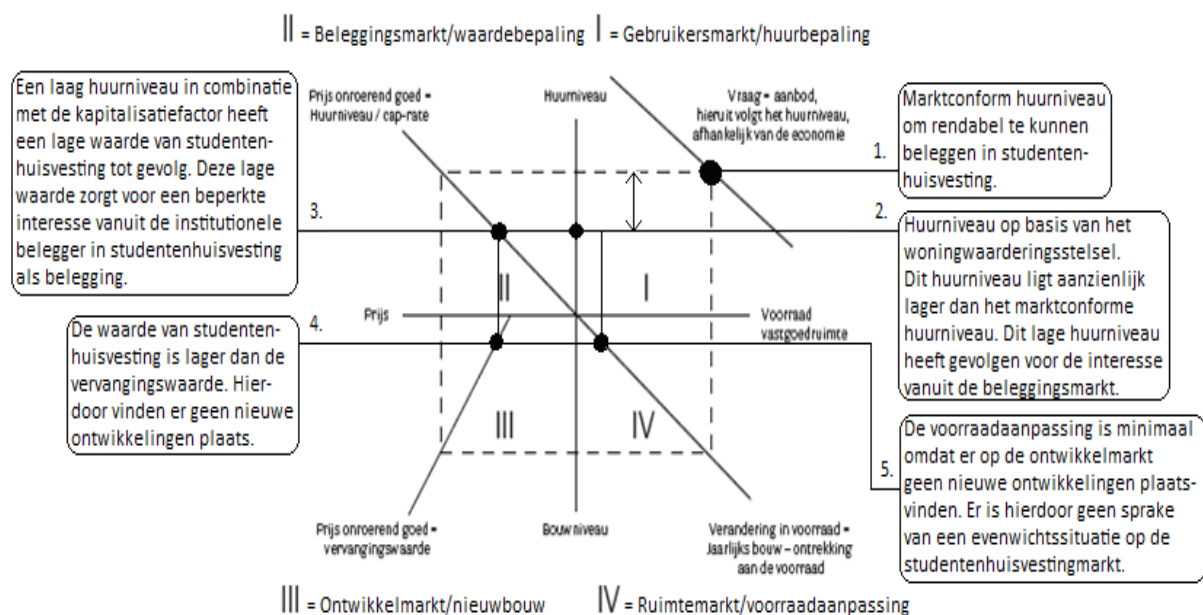 II = Beleggingsmarkt/waardebepaling
I = Gebruikersmarkt/huurbepaling
Een laag huurniveau in combinatie
met de kapitalisatiefactor heeft
een lage waarde van studenten-
huisvesting tot gevolg. Deze lage
waarde zorgt voor een beperkte
interesse vanuit de institutionele
belegger in studentenhuisvesting
als belegging.
Prijs onroerend goed =
Huurniveau / cap-rate
Huurniveau
Vraag = aanbod,
hieruit volgt het huurniveau,
afhankelijk van de economie
Marktconform huurniveau
om rendabel te kunnen
beleggen in studenten-
huisvesting.
1.
2.
3.
Huurniveau op basis van het
woningwaarderingsstelsel.
Dit huurniveau ligt aanzienlijk
lager dan het marktconforme
huurniveau. Dit lage huurniveau
heeft gevolgen voor de interesse
vanuit de beleggingsmarkt.
II
I
Prijs
Voorraad
vastgoedruimte
4.
De waarde van studenten-
huisvesting is lager dan de
vervangingswaarde. Hier-
door vinden er geen nieuwe
ontwikkelingen plaats.
III
IV
5.
De voorraadaanpassing is minimaal
omdat er op de ontwikkelmarkt
geen nieuwe ontwikkelingen plaats-
vinden. Er is hierdoor geen sprake
van een evenwichtssituatie op de
studentenhuisvestingmarkt.
Prijs onroerend goed =
vervangingswaarde
Bouwniveau
Verandering in voorraad =
Jaarlijks bouw – ontrekking
aan de voorraad
III = Ontwikkelmarkt/nieuwbouw
IV = Ruimtemarkt/voorraadaanpassing